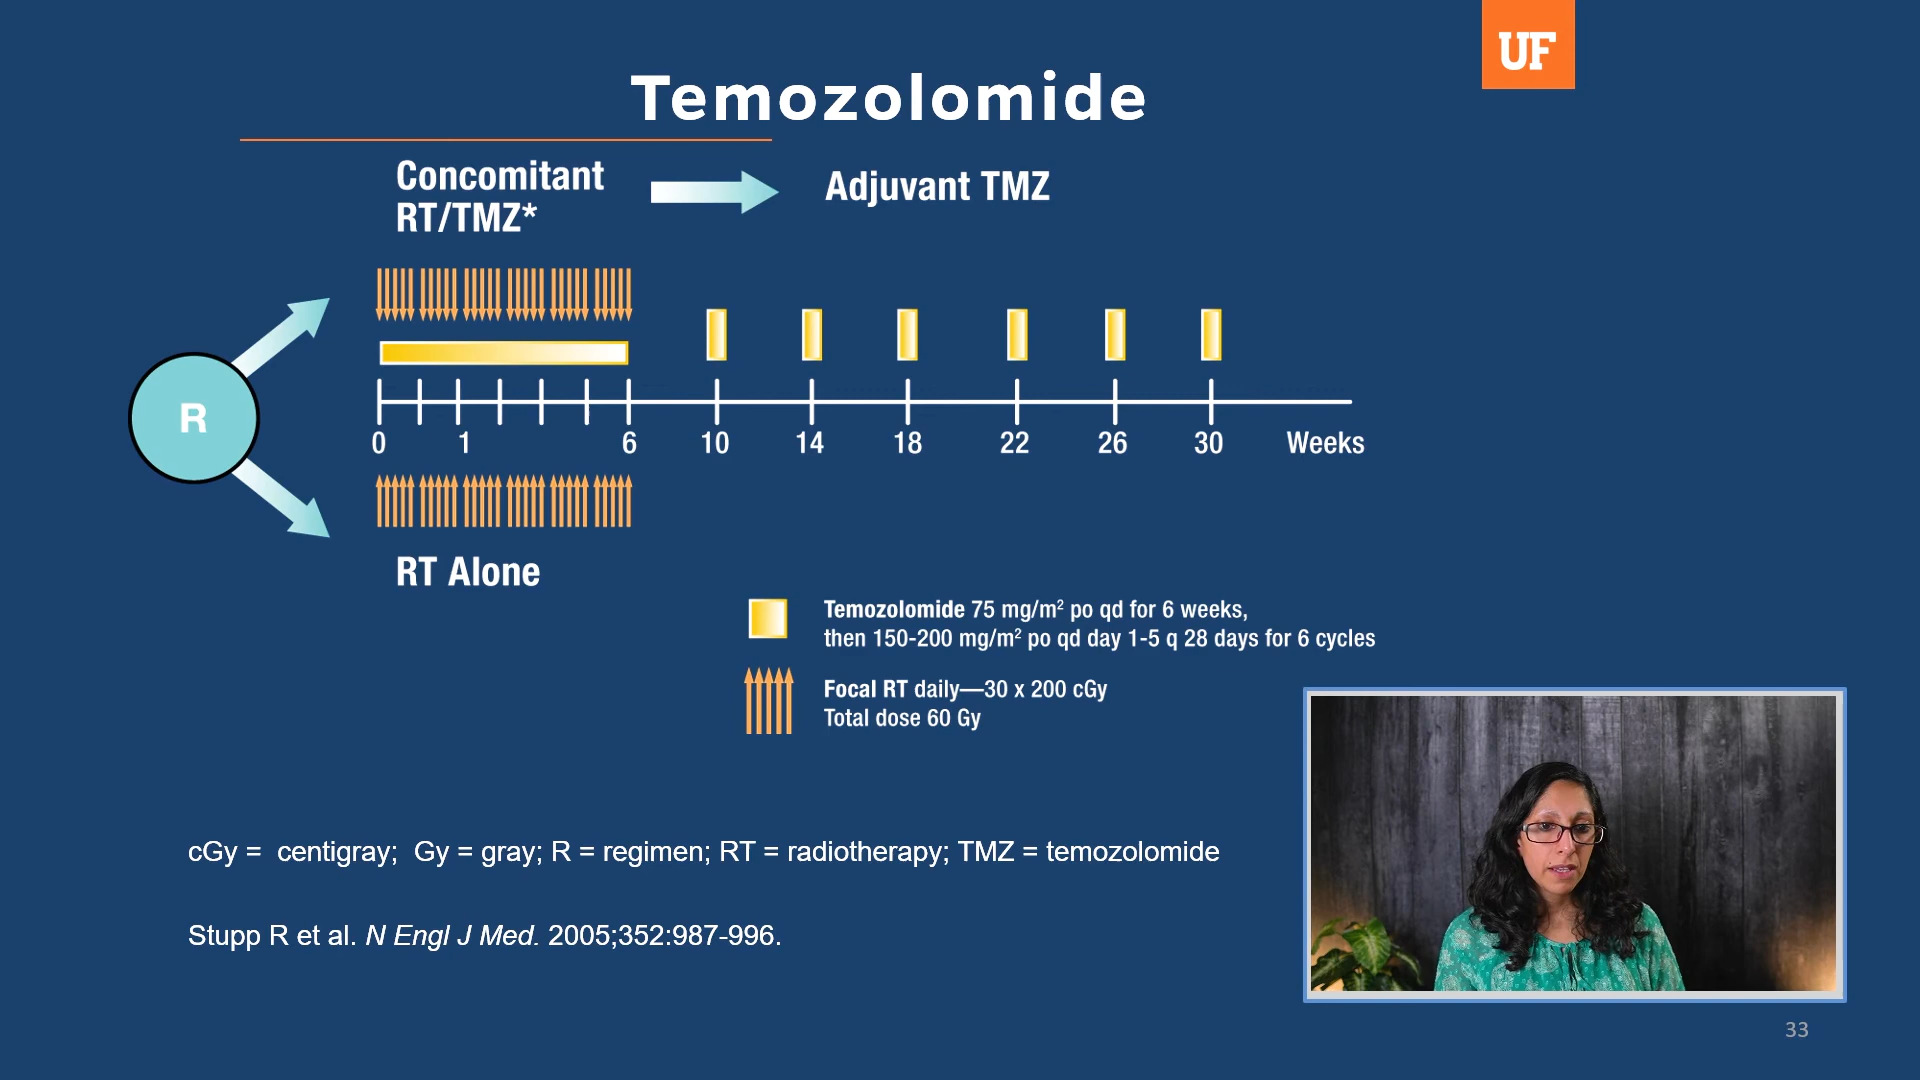 UF
Temozolomide
Concomitant
RT/TMZ*
Adjuvant TMZ
R
0 1 6 10 14 18 22 26 30 Weeks
RT Alone
Temozolomide 75 mg/m² po qd for 6 weeks,
then 150-200 mg/m² po qd day 1-5 q 28 days for 6 cycles
Focal RT daily—30 x 200 cGy
Total dose 60 Gy
cGy = centigray; Gy = gray; R = regimen; RT = radiotherapy; TMZ = temozolomide
Stupp R et al. N Engl J Med. 2005;352:987-996.
33